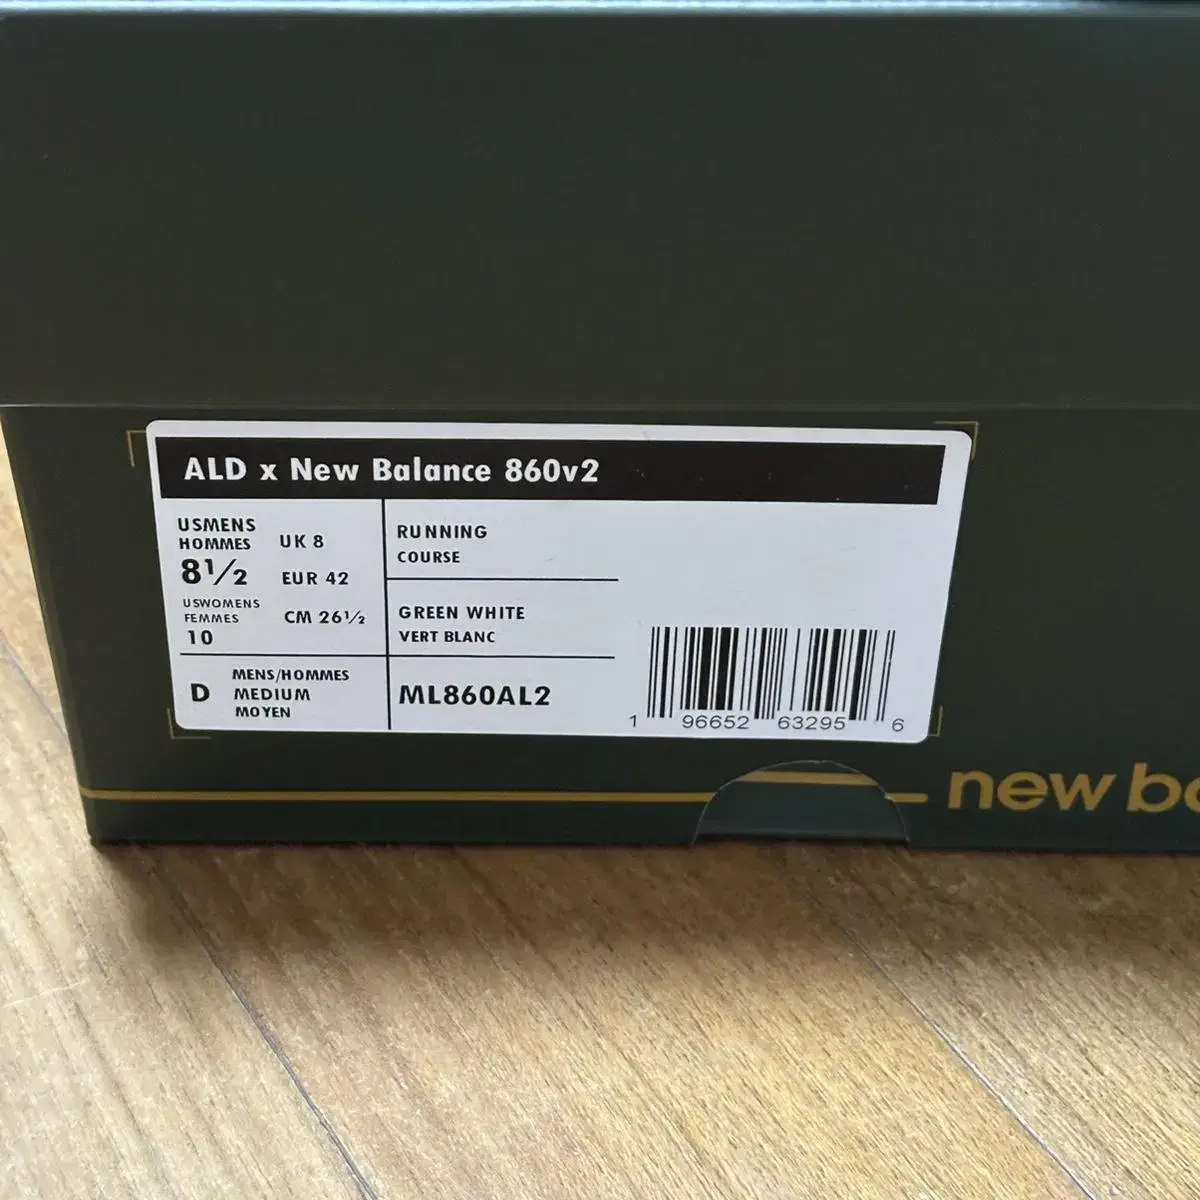 ALD x New Balance 860v2
USMENS
HOMMES
8½
USWOMENS
FEMMES
10
UK 8
EUR 42
CM 26½
RUNNING
COURSE
GREEN WHITE
VERT BLANC
D
MENS/HOMMES
MEDIUM
MOYEN
ML860AL2
1 96652 63295 6
new ba